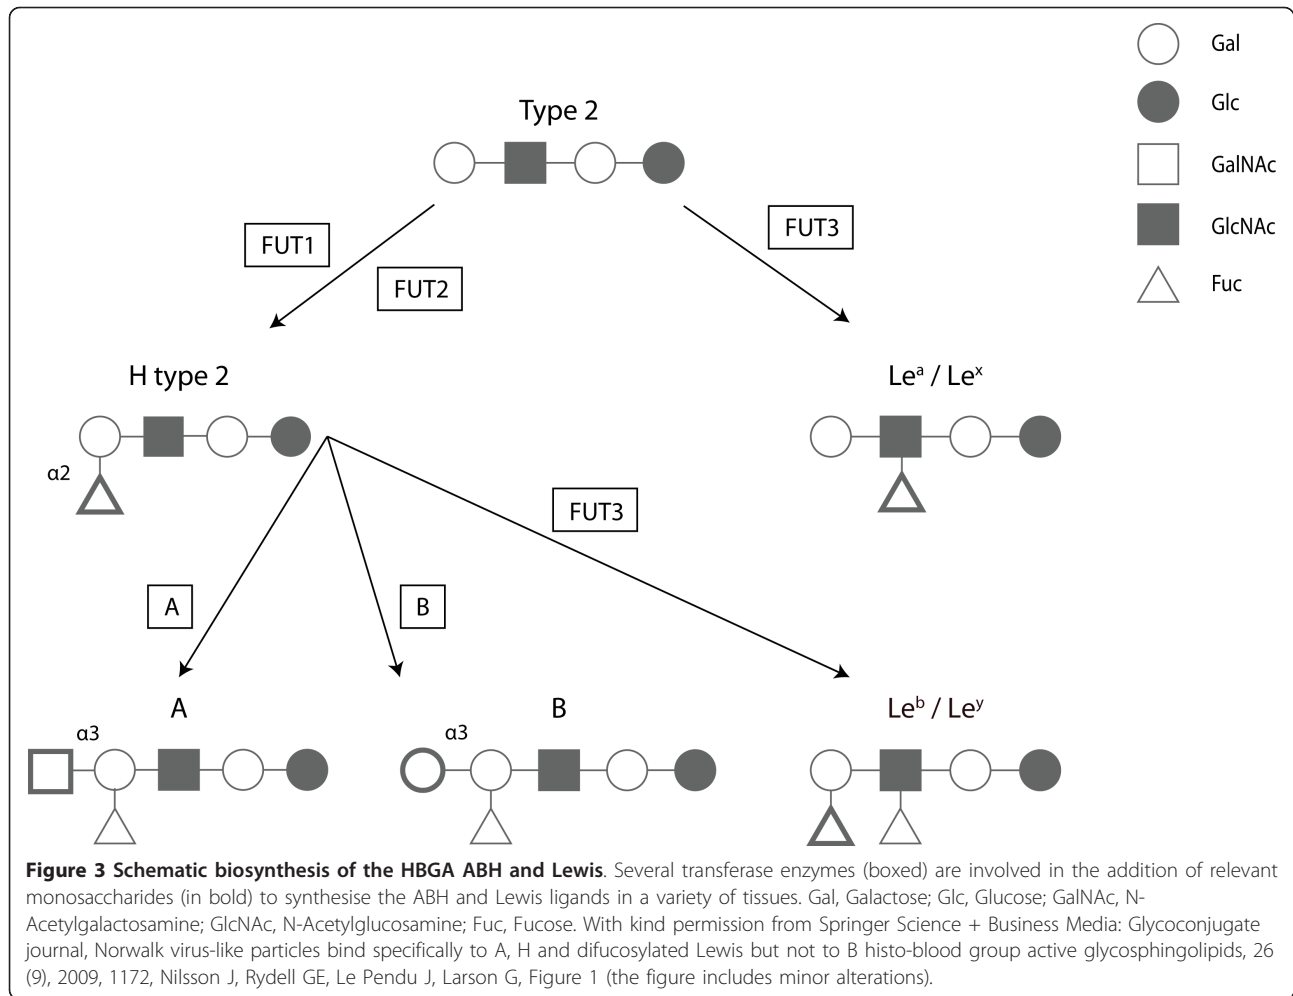 Gal
Glc
GalNAc
GlcNAc
Fuc
Type 2
FUT1
FUT2
FUT3
H type 2
α2
Leᵃ / Leˣ
FUT3
A
B
A
α3
B
α3
Leᵇ / Leʸ
Figure 3 Schematic biosynthesis of the HBGA ABH and Lewis. Several transferase enzymes (boxed) are involved in the addition of relevant
monosaccharides (in bold) to synthesise the ABH and Lewis ligands in a variety of tissues. Gal, Galactose; Glc, Glucose; GalNAc, N-
Acetylgalactosamine; GlcNAc, N-Acetylglucosamine; Fuc, Fucose. With kind permission from Springer Science + Business Media: Glycoconjugate
journal, Norwalk virus-like particles bind specifically to A, H and difucosylated Lewis but not to B histo-blood group active glycosphingolipids, 26
(9), 2009, 1172, Nilsson J, Rydell GE, Le Pendu J, Larson G, Figure 1 (the figure includes minor alterations).